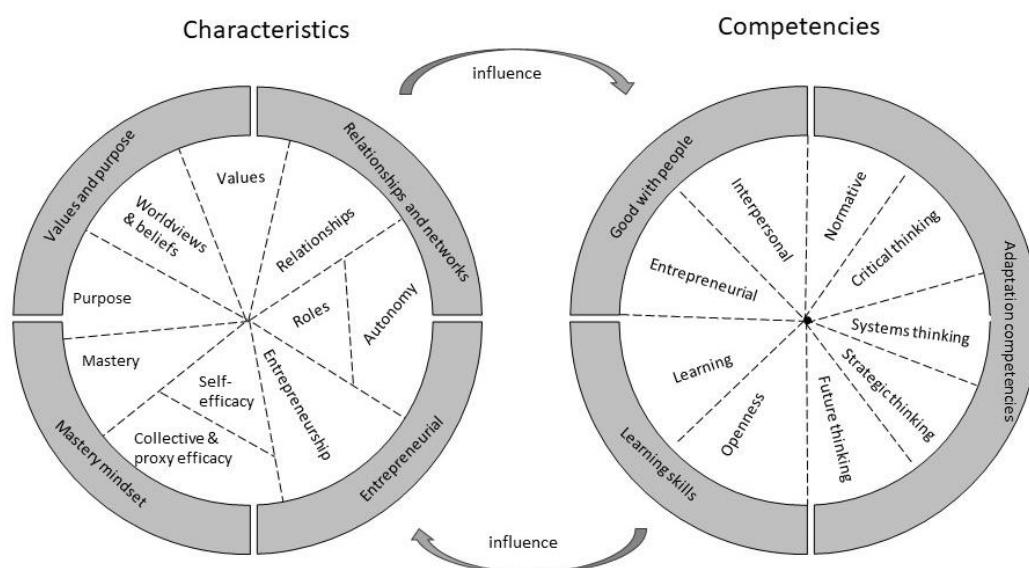 Characteristics
Competencies
influence
Values and purpose
Relationships and networks
Values
Worldviews
& beliefs
Relationships
Purpose
Roles
Autonomy
Mastery
Self-
efficacy
Entrepreneurship
Collective &
proxy efficacy
Mastery mindset
Entrepreneurial
Good with people
Interpersonal
Normative
Critical thinking
Entrepreneurial
Systems thinking
Adaptation competencies
Learning
Strategic thinking
Openness
Future thinking
Learning skills
influence